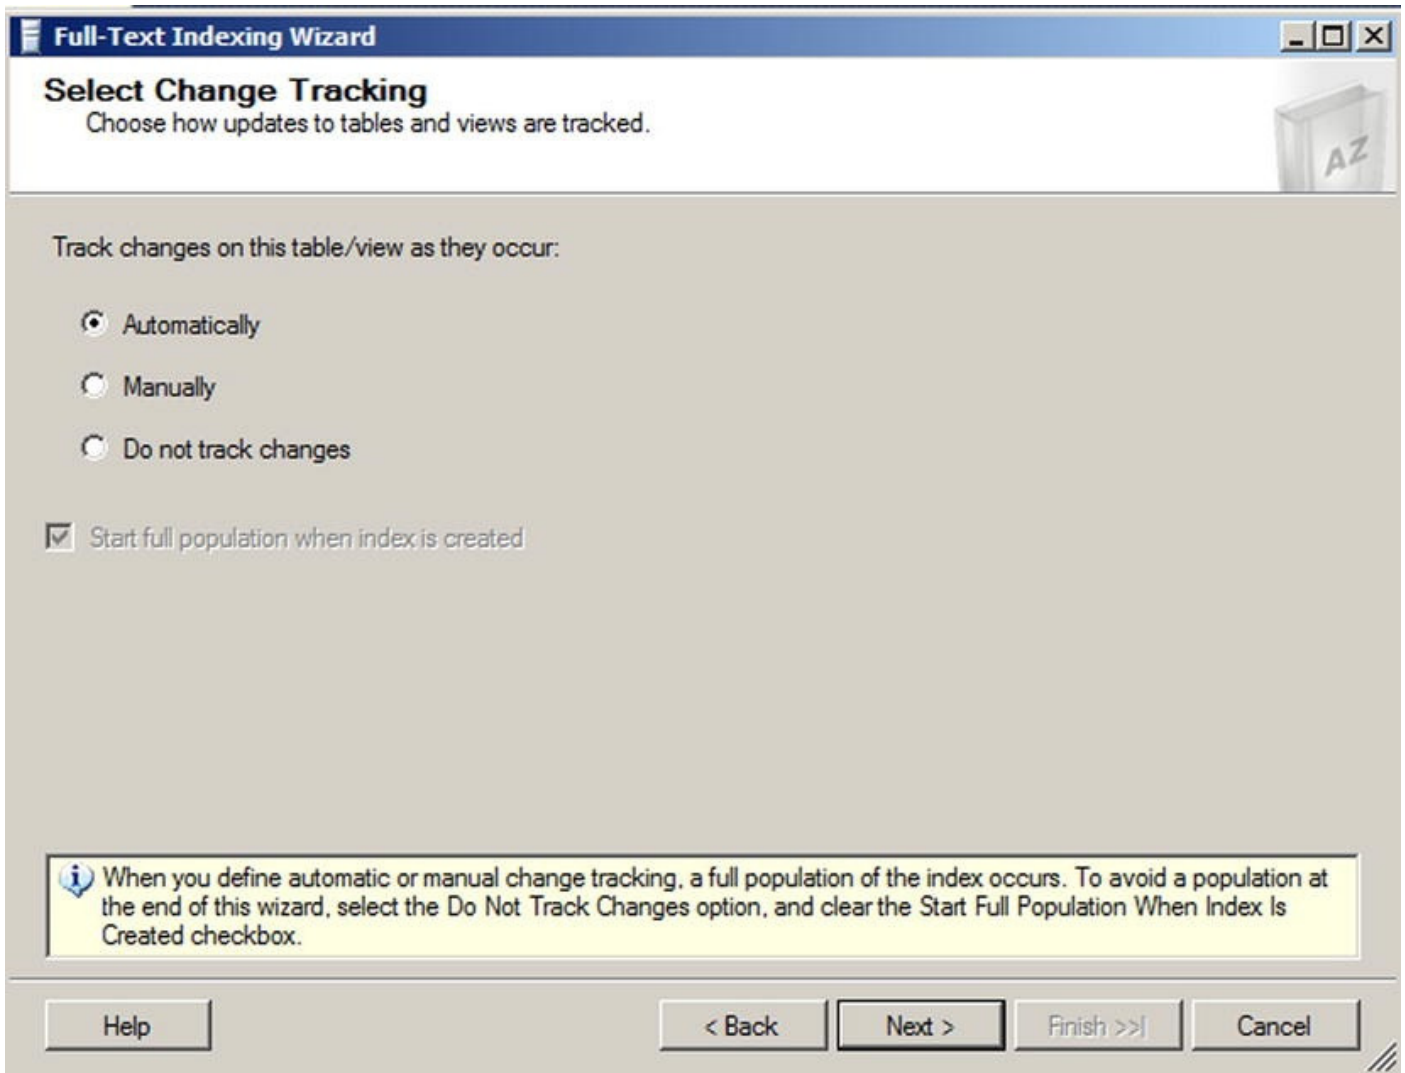 Full-Text Indexing Wizard
Select Change Tracking
Choose how updates to tables and views are tracked.
AZ
Track changes on this table/view as they occur:
Automatically
Manually
Do not track changes
Start full population when index is created
When you define automatic or manual change tracking, a full population of the index occurs. To avoid a population at
the end of this wizard, select the Do Not Track Changes option, and clear the Start Full Population When Index Is
Created checkbox.
Help
< Back
Next >
Finish >>|
Cancel